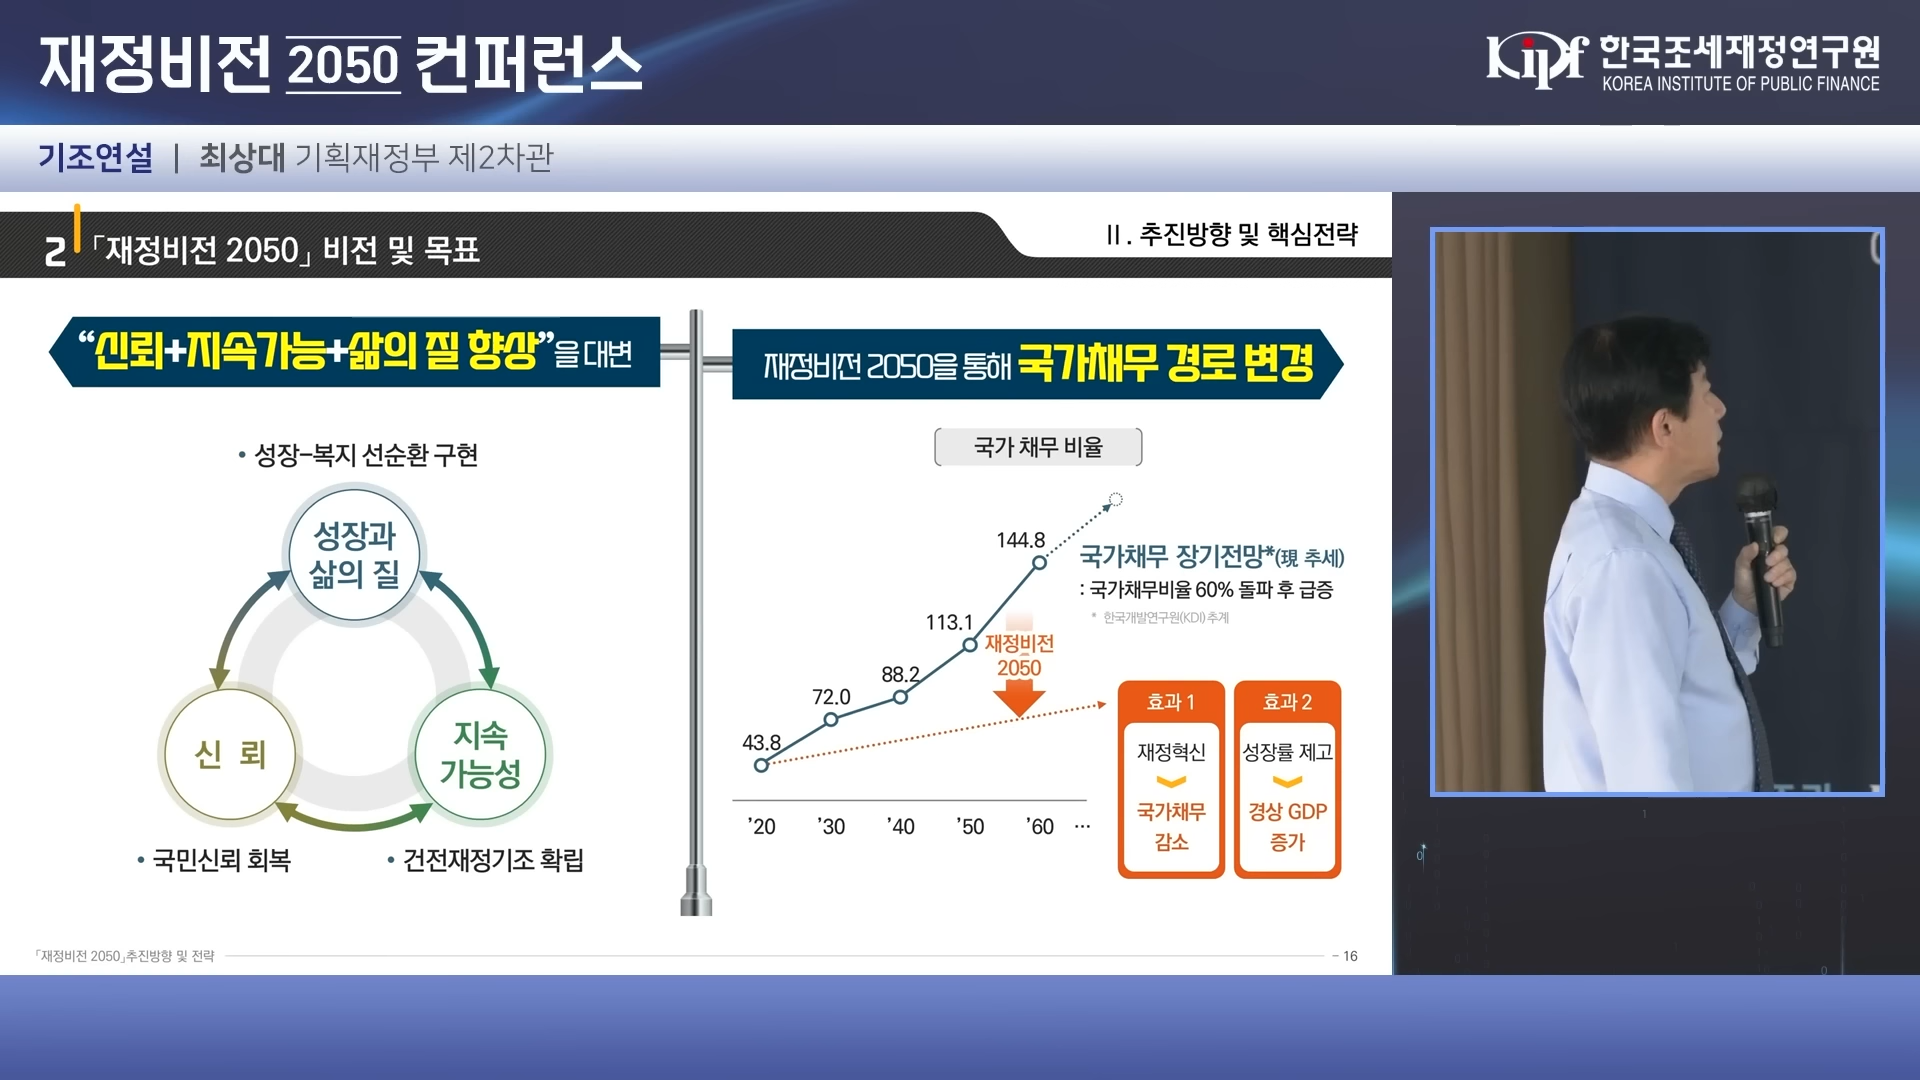 재정비전 2050 컨퍼런스
Kipf 한국조세재정연구원
KOREA INSTITUTE OF PUBLIC FINANCE
기조연설 | 최상대 기획재정부 제2차관
2 「재정비전 2050」 비전 및 목표
Ⅱ. 추진방향 및 핵심전략
“신뢰+지속가능+삶의 질 향상”을 대변
• 성장-복지 선순환 구현
성장과
삶의 질
신 뢰
지속
가능성
• 국민신뢰 회복
• 건전재정기조 확립
재정비전 2050을 통해 국가채무 경로 변경
국가 채무 비율
144.8
113.1
88.2
72.0
43.8
국가채무 장기전망*(現 추세)
: 국가채무비율 60% 돌파 후 급증
* 한국개발연구원(KDI) 추계
재정비전
2050
’20 ’30 ’40 ’50 ’60 ···
효과 1
재정혁신
국가채무
감소
효과 2
성장률 제고
경상 GDP
증가
「재정비전 2050」추진방향 및 전략
- 16